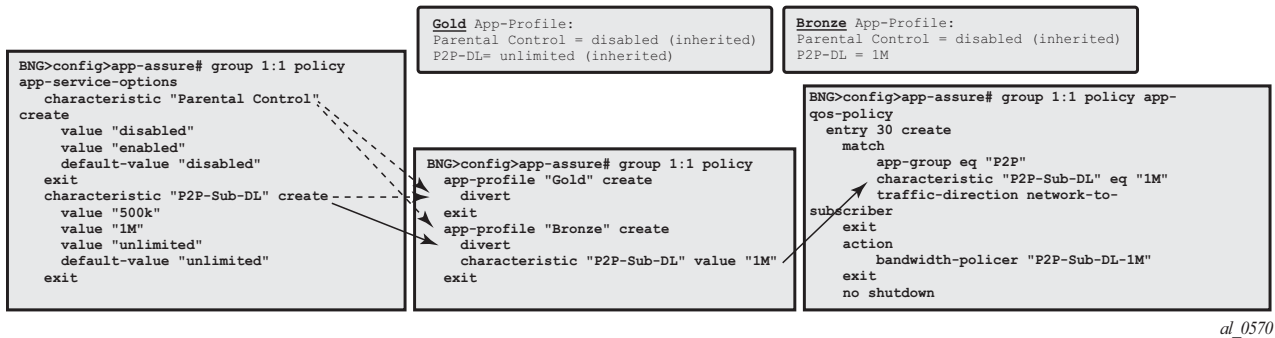 Gold App-Profile:
Parental Control = disabled (inherited)
P2P-DL= unlimited (inherited)
Bronze App-Profile:
Parental Control = disabled (inherited)
P2P-DL = 1M
BNG>config>app-assure# group 1:1 policy
app-service-options
characteristic "Parental Control"
create
value "disabled"
value "enabled"
default-value "disabled"
exit
characteristic "P2P-Sub-DL" create
value "500k"
value "1M"
value "unlimited"
default-value "unlimited"
exit
BNG>config>app-assure# group 1:1 policy
app-profile "Gold" create
divert
exit
app-profile "Bronze" create
divert
characteristic "P2P-Sub-DL" value "1M"
exit
BNG>config>app-assure# group 1:1 policy app-
qos-policy
entry 30 create
match
app-group eq "P2P"
characteristic "P2P-Sub-DL" eq "1M"
traffic-direction network-to-
subscriber
exit
action
bandwidth-policer "P2P-Sub-DL-1M"
exit
no shutdown
al_0570